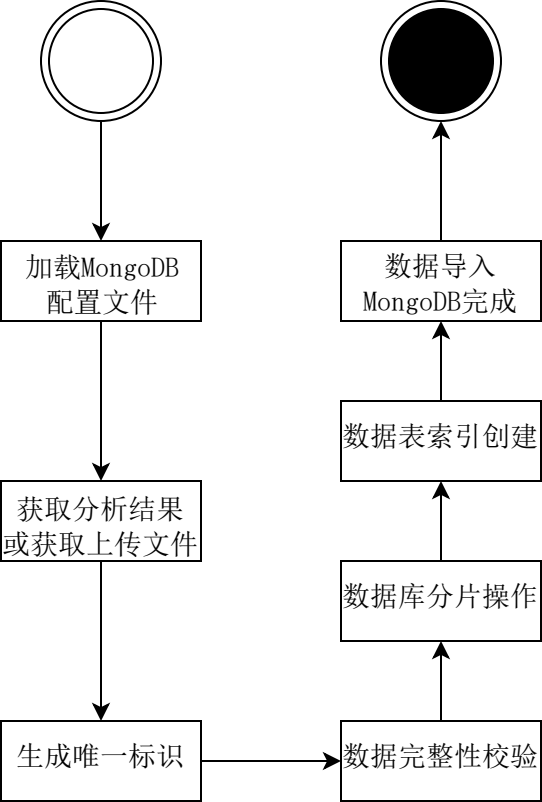 加载MongoDB
配置文件
获取分析结果
或获取上传文件
生成唯一标识
数据完整性校验
数据库分片操作
数据表索引创建
数据导入
MongoDB完成